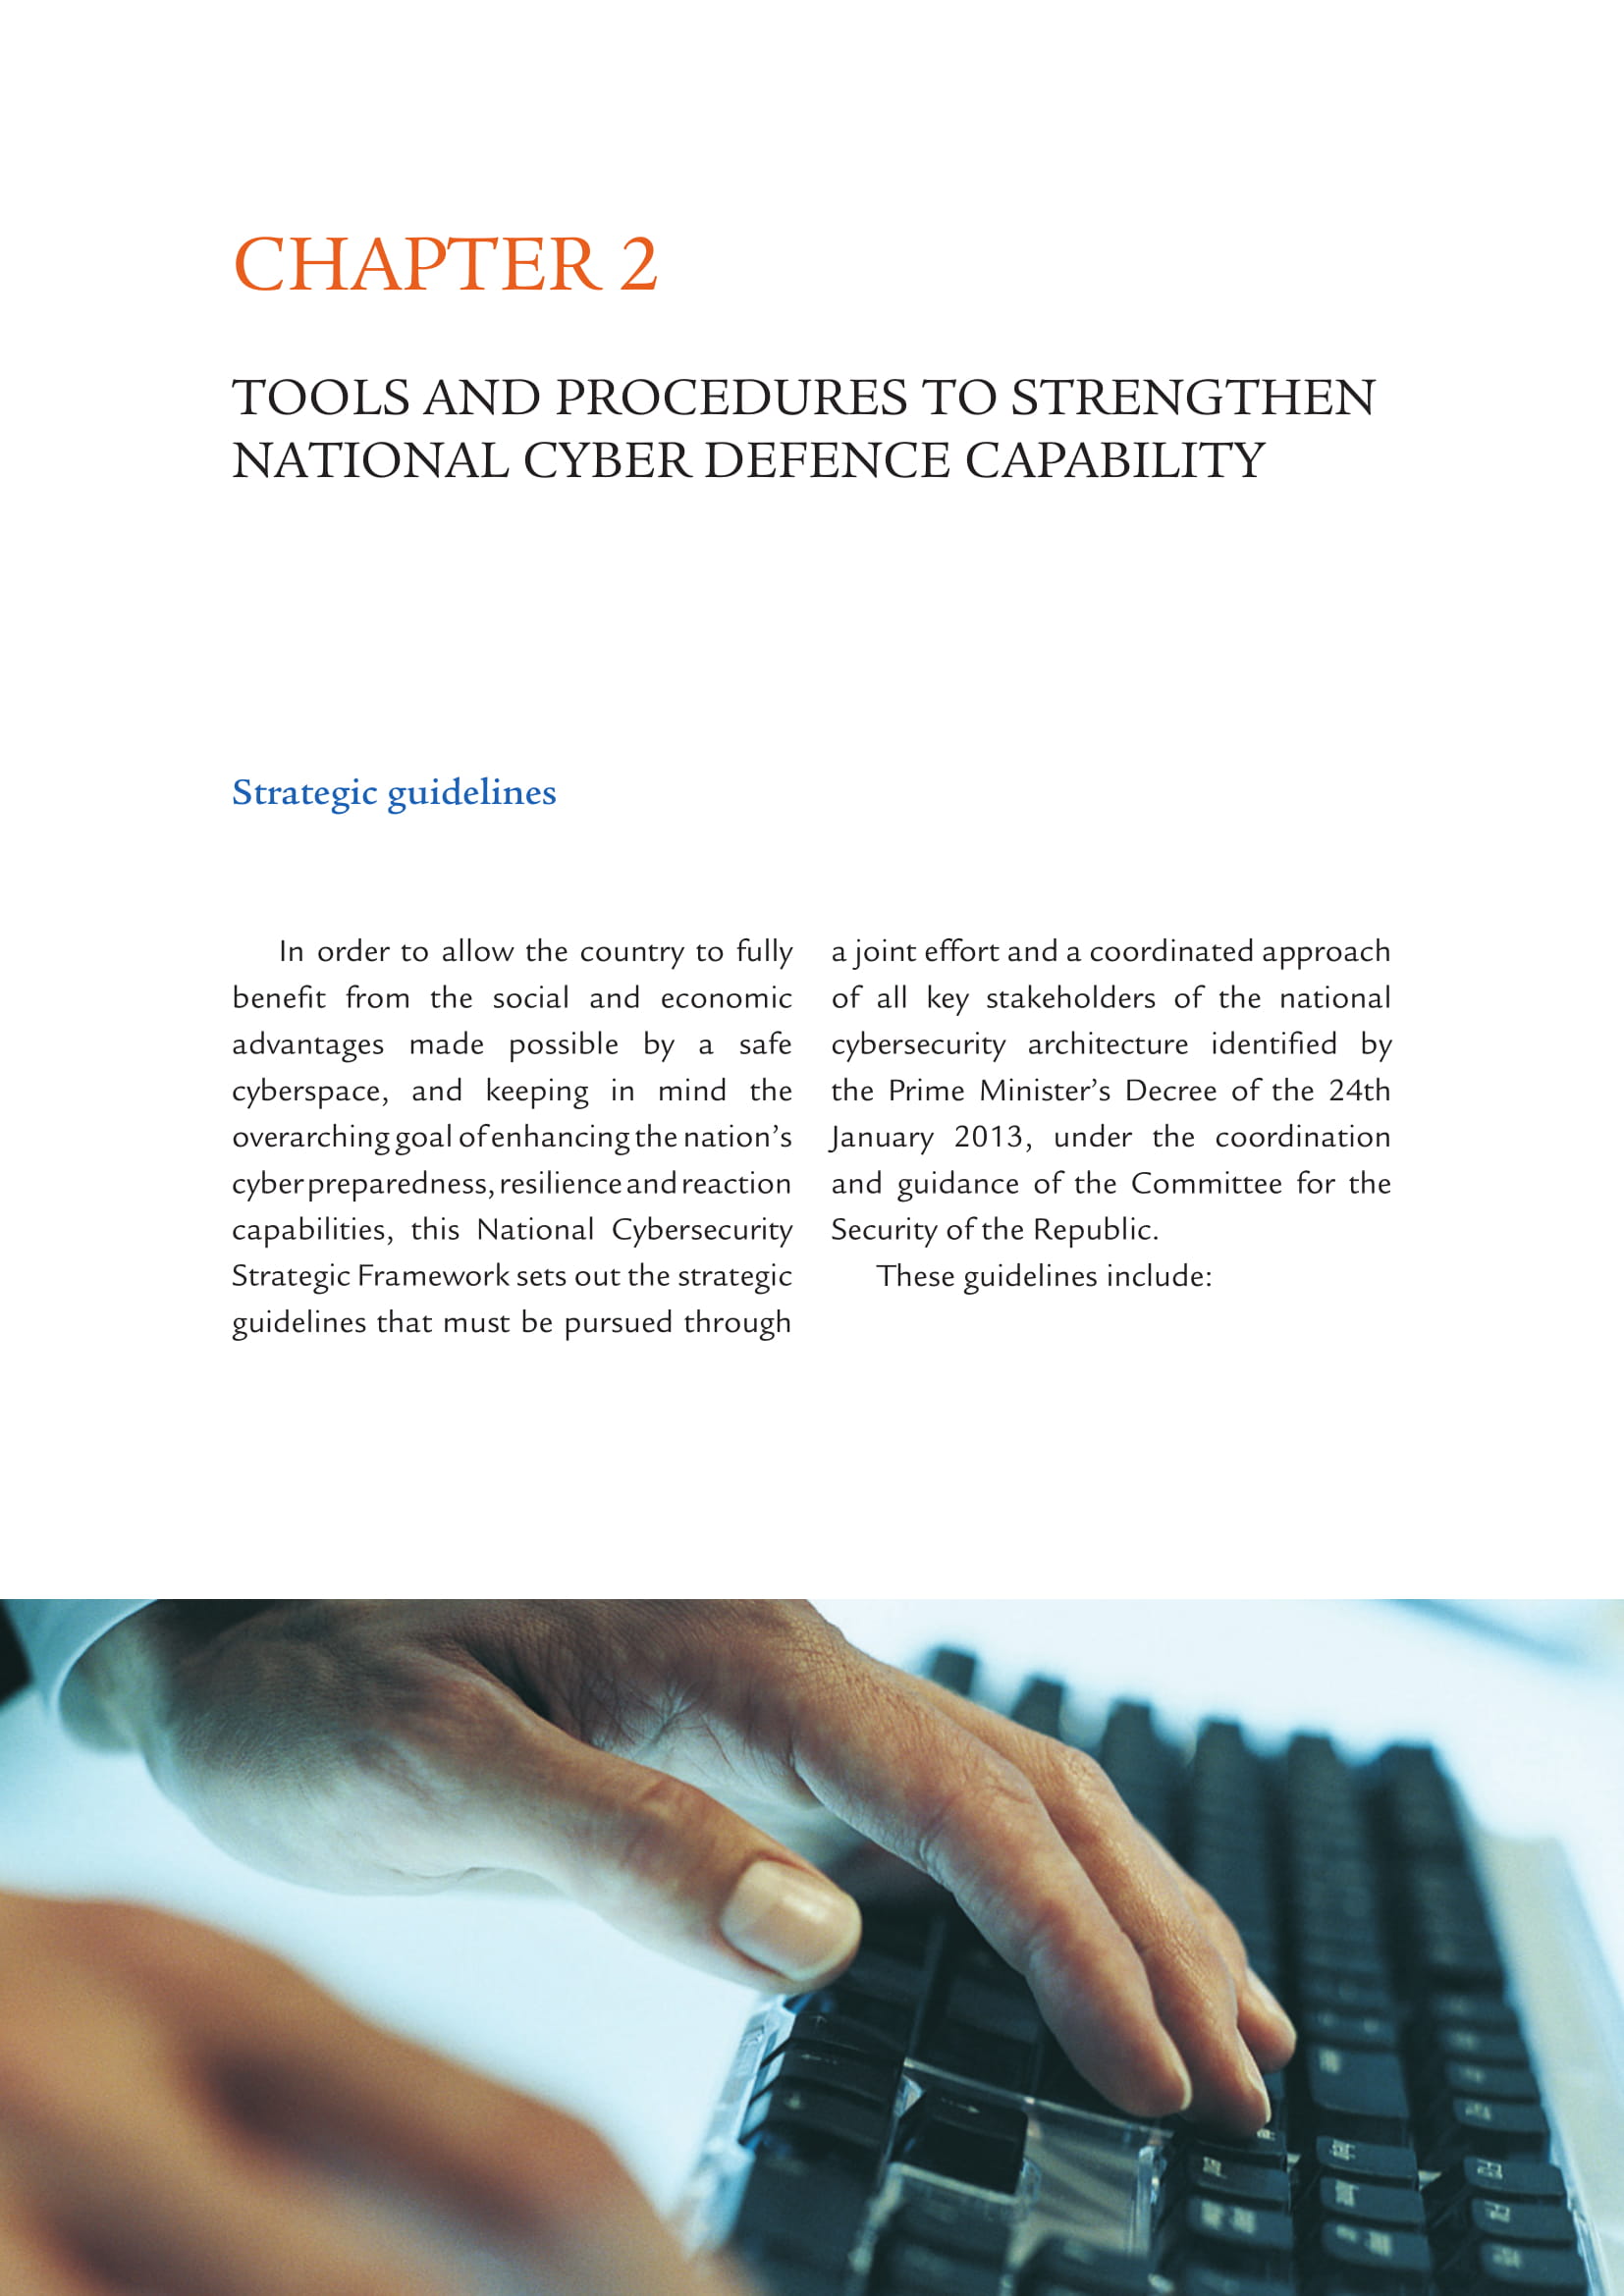 CHAPTER 2
TOOLS AND PROCEDURES TO STRENGTHEN
NATIONAL CYBER DEFENCE CAPABILITY
Strategic guidelines
In order to allow the country to fully
benefit from the social and economic
advantages made possible by a safe
cyberspace, and keeping in mind the
overarching goal of enhancing the nation’s
cyber preparedness, resilience and reaction
capabilities, this National Cybersecurity
Strategic Framework sets out the strategic
guidelines that must be pursued through
a joint effort and a coordinated approach
of all key stakeholders of the national
cybersecurity architecture identified by
the Prime Minister’s Decree of the 24th
January 2013, under the coordination
and guidance of the Committee for the
Security of the Republic.
These guidelines include: